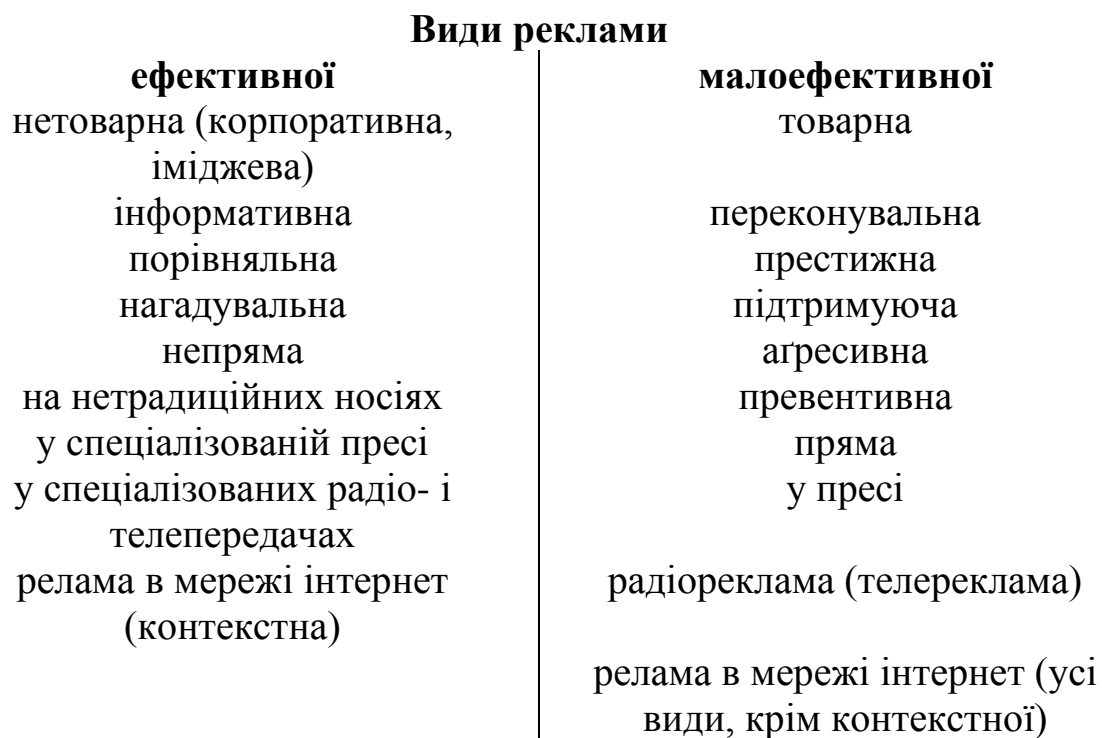 Види реклами
ефективної
малоефективної
нетоварна (корпоративна,
іміджева)
товарна
інформативна
переконувальна
порівняльна
престижна
нагадувальна
підтримуюча
непряма
аґресивна
на нетрадиційних носіях
превентивна
у спеціалізованій пресі
пряма
у спеціалізованих радіо- і
телепередачах
у пресі
релама в мережі інтернет
(контекстна)
радіореклама (телереклама)
релама в мережі інтернет (усі
види, крім контекстної)